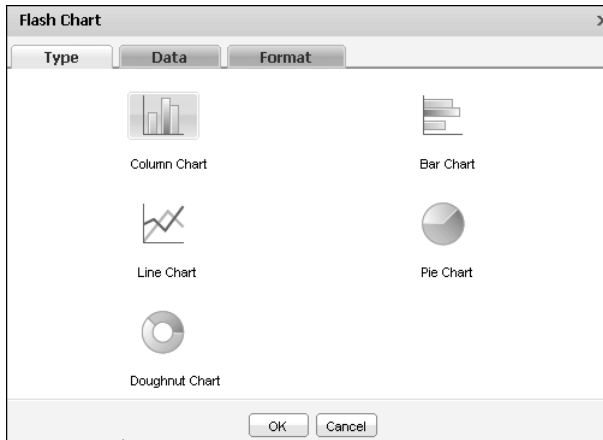 Flash Chart
Type Data Format
Column Chart Bar Chart
Line Chart Pie Chart
Doughnut Chart
OK Cancel